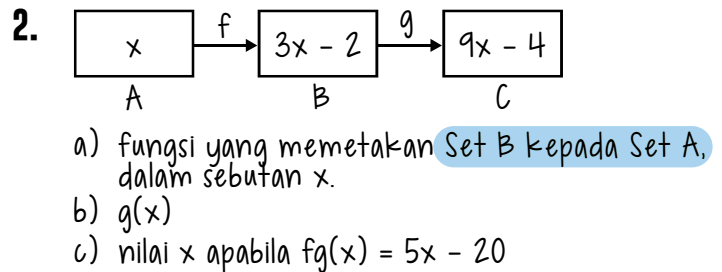 2.
f g
x 3x - 2 9x - 4
A B C
a) fungsi yang memetakan Set B kepada Set A,
dalam sebutan x.
b) g(x)
c) nilai x apabila fg(x) = 5x - 20